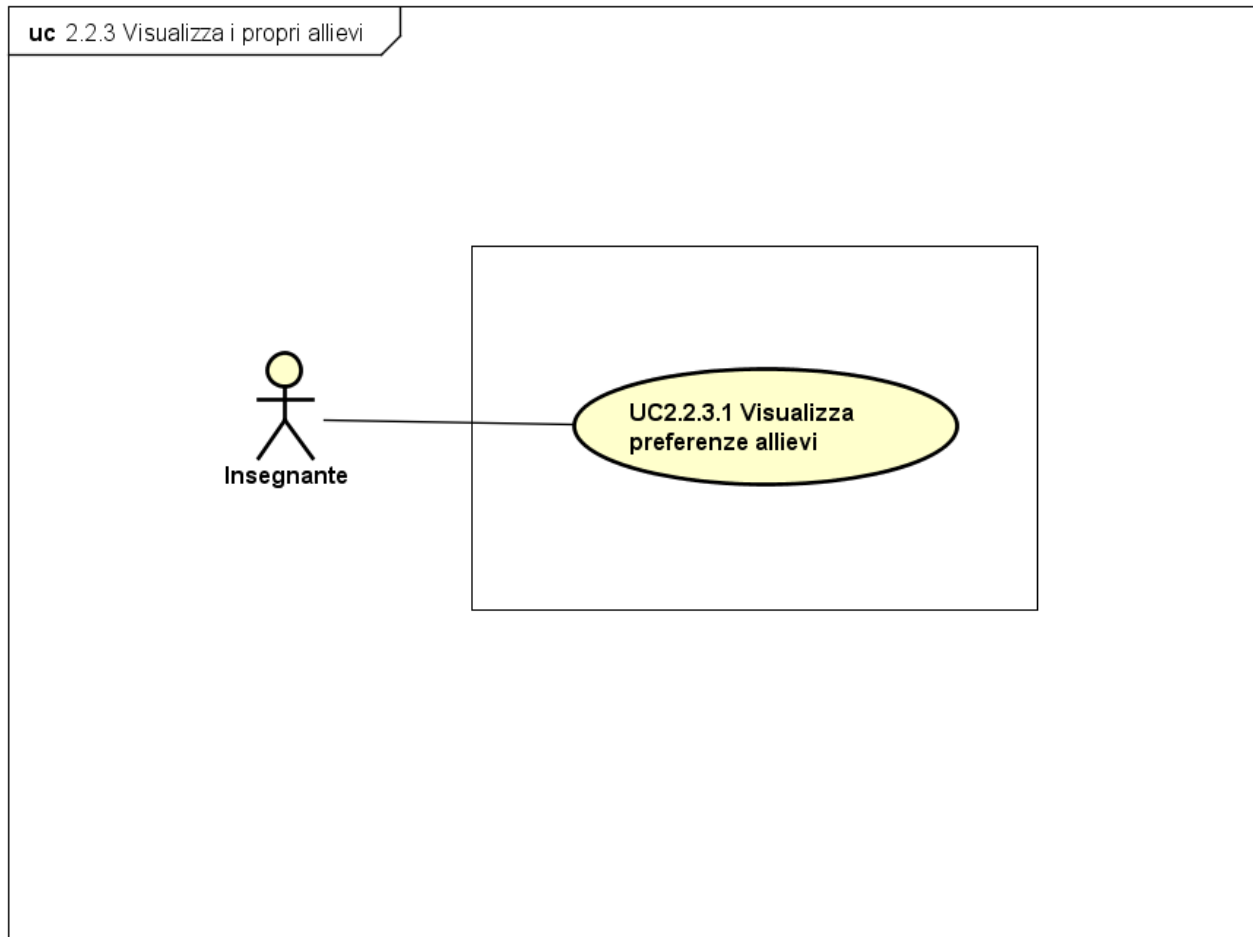 uc 2.2.3 Visualizza i propri allievi
UC2.2.3.1 Visualizza
preferenze allievi
Insegnante